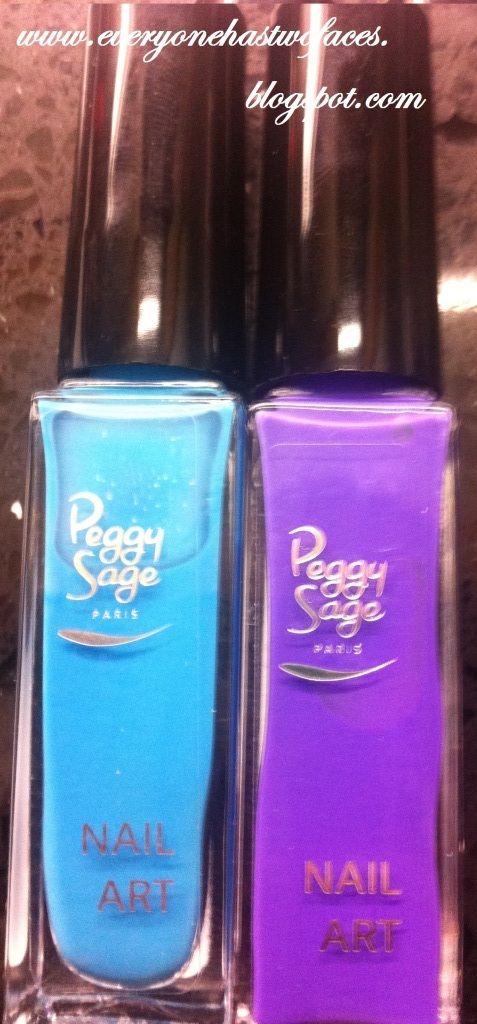 www.everyonehastwofaces.
blogspot.com
Peggy
Sage
PARIS
NAIL
ART
Peggy
Sage
PARIS
NAIL
ART